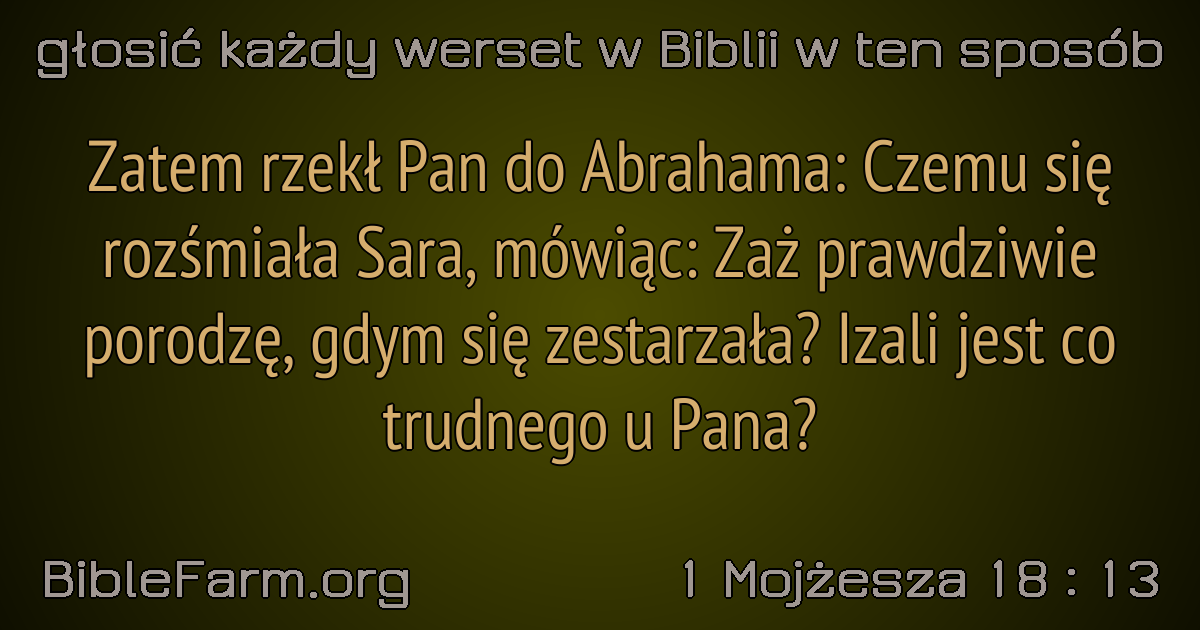 głosić każdy werset w Biblii w ten sposób
Zatem rzekł Pan do Abrahama: Czemu się
rozśmiała Sara, mówiąc: Zaż prawdziwie
porodzę, gdym się zestarzała? Izali jest co
trudnego u Pana?
BibleFarm.org
1 Mojżesza 18 : 13